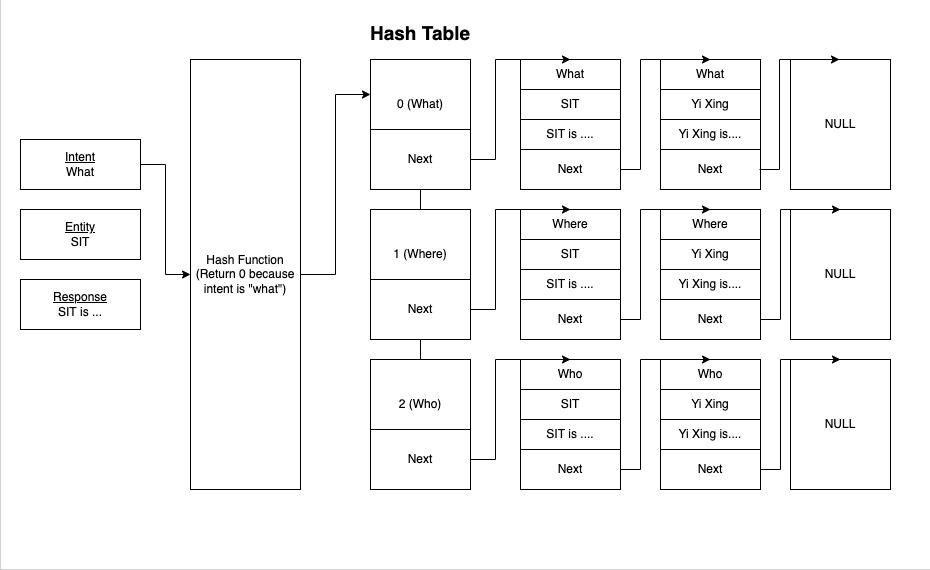 Hash Table
Intent
What
Entity
SIT
Response
SIT is ...
Hash Function
(Return 0 because
intent is "what")
0 (What)
Next
What
SIT
SIT is ....
Next
What
Yi Xing
Yi Xing is....
Next
NULL
1 (Where)
Next
Where
SIT
SIT is ....
Next
Where
Yi Xing
Yi Xing is....
Next
NULL
2 (Who)
Next
Who
SIT
SIT is ....
Next
Who
Yi Xing
Yi Xing is....
Next
NULL